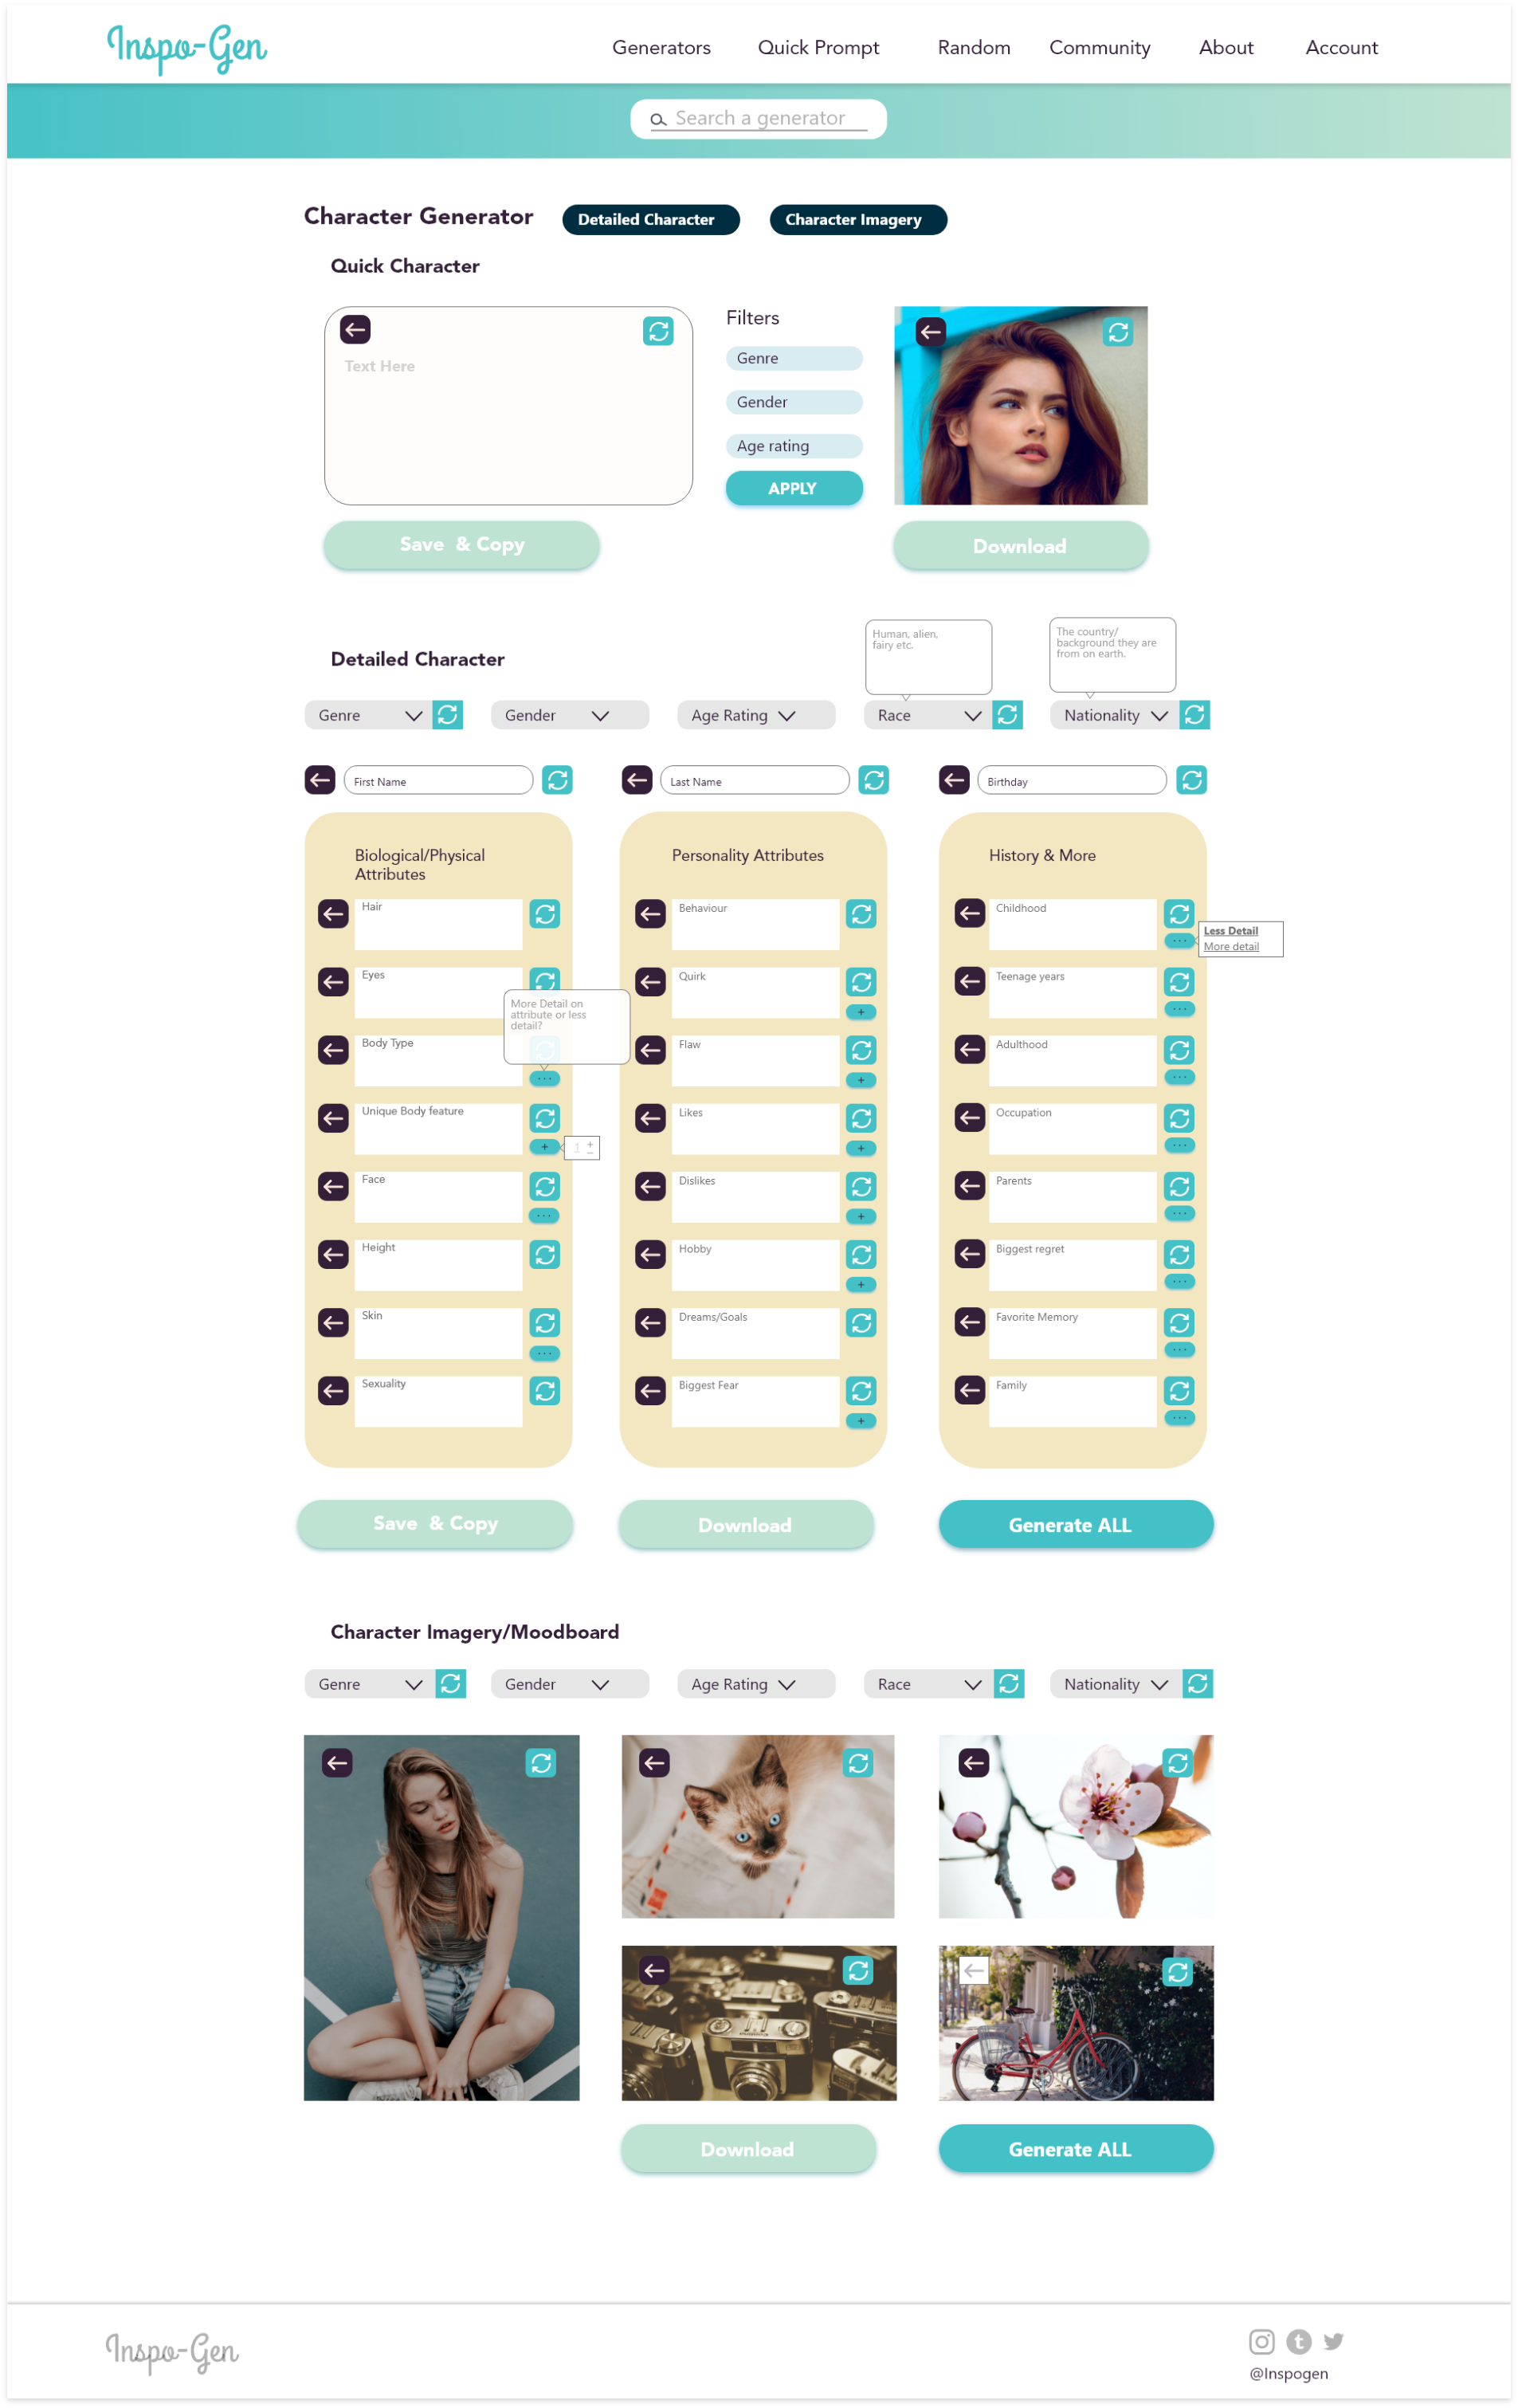 Inspo-Gen
Generators Quick Prompt Random Community About Account
Search a generator
Character Generator
Detailed Character
Character Imagery
Quick Character
Text Here
Filters
Genre
Gender
Age rating
APPLY
Save & Copy
Download
Human, alien,
fairy etc.
The country/
background they are
from on earth.
Detailed Character
Genre
Gender
Age Rating
Race
Nationality
First Name
Last Name
Birthday
Biological/Physical
Attributes
Hair
Eyes
More Detail on
attribute or less
detail?
Body Type
...
Unique Body feature
+
1 + –
Face
...
Height
Skin
...
Sexuality
Personality Attributes
Behaviour
Quirk
+
Flaw
+
Likes
+
Dislikes
+
Hobby
+
Dreams/Goals
Biggest Fear
+
History & More
Childhood
...
Less Detail
More detail
Teenage years
...
Adulthood
...
Occupation
...
Parents
...
Biggest regret
...
Favorite Memory
...
Family
...
Save & Copy
Download
Generate ALL
Character Imagery/Moodboard
Genre
Gender
Age Rating
Race
Nationality
Download
Generate ALL
Inspo-Gen
@Inspogen